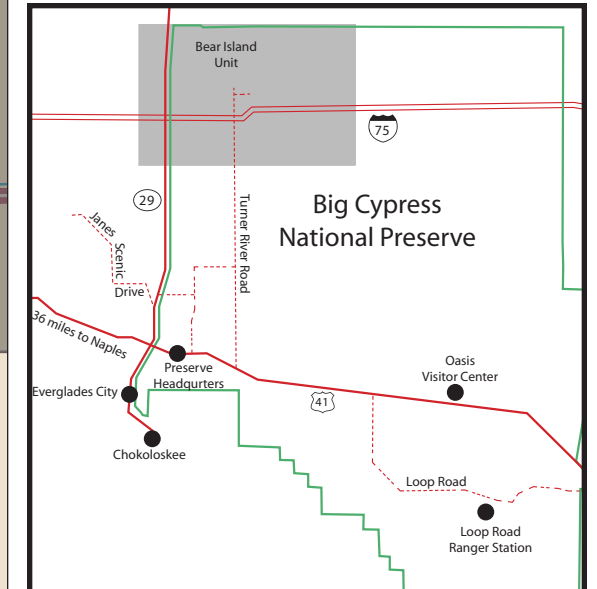 Bear Island
Unit
75
29
Big Cypress
National Preserve
Turner River Road
Janes
Scenic
Drive
36 miles to Naples
Preserve
Headqurters
Oasis
Visitor Center
Everglades City
41
Chokoloskee
Loop Road
Loop Road
Ranger Station